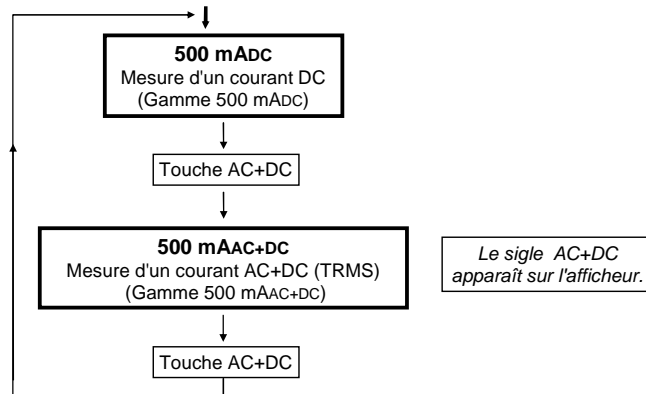 500 mADC
Mesure d'un courant DC
(Gamme 500 mADC)
Touche AC+DC
500 mAAC+DC
Mesure d'un courant AC+DC (TRMS)
(Gamme 500 mAAC+DC)
Le sigle AC+DC
apparaît sur l'afficheur.
Touche AC+DC